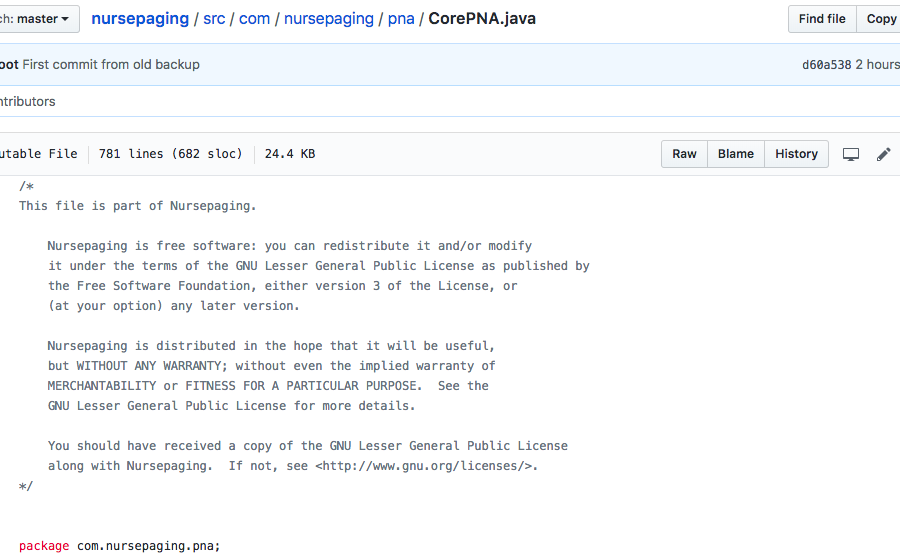 ch: master nursepaging / src / com / nursepaging / pna / CorePNA.java Find file Copy
oot First commit from old backup d60a538 2 hours
ntributors
utable File 781 lines (682 sloc) 24.4 KB Raw Blame History
/*
This file is part of Nursepaging.
Nursepaging is free software: you can redistribute it and/or modify
it under the terms of the GNU Lesser General Public License as published by
the Free Software Foundation, either version 3 of the License, or
(at your option) any later version.
Nursepaging is distributed in the hope that it will be useful,
but WITHOUT ANY WARRANTY; without even the implied warranty of
MERCHANTABILITY or FITNESS FOR A PARTICULAR PURPOSE.  See the
GNU Lesser General Public License for more details.
You should have received a copy of the GNU Lesser General Public License
along with Nursepaging.  If not, see <http://www.gnu.org/licenses/>.
*/
package com.nursepaging.pna;